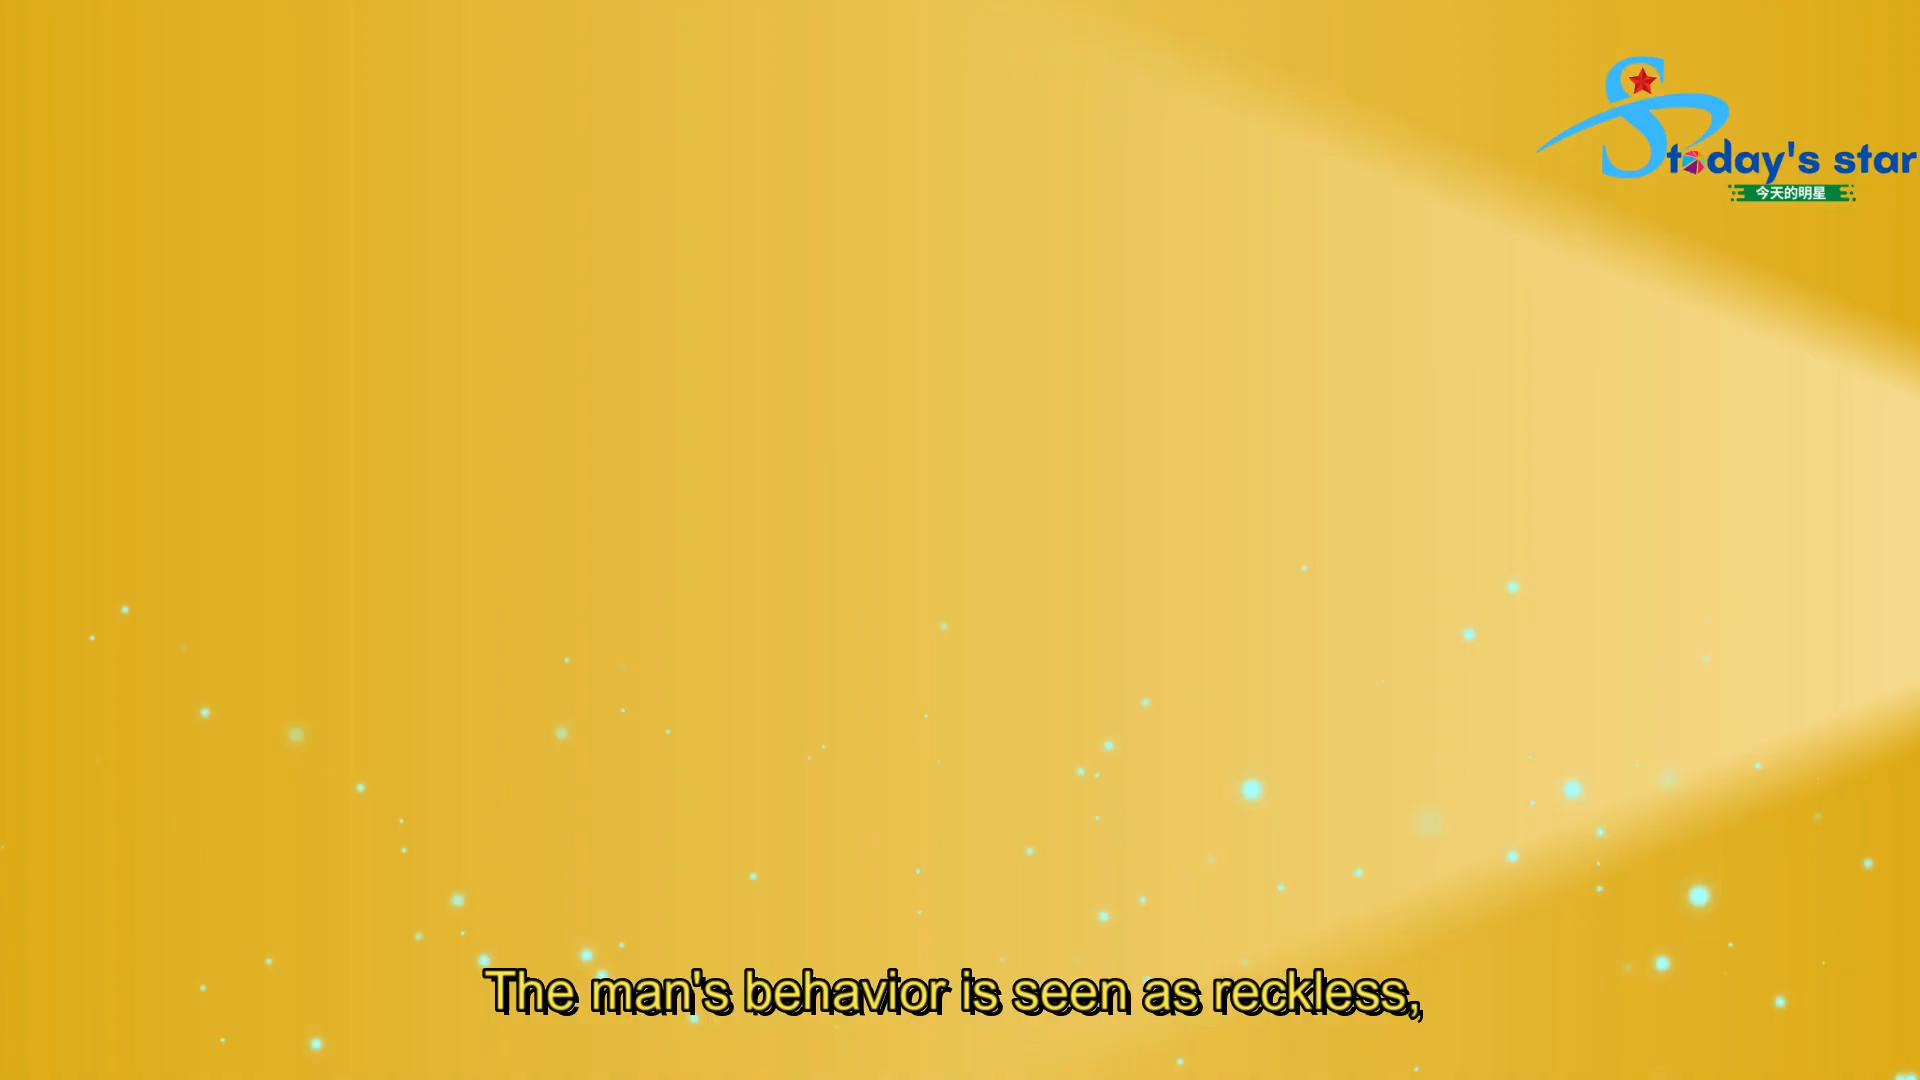 today's star
今天的明星
The man's behavior is seen as reckless,